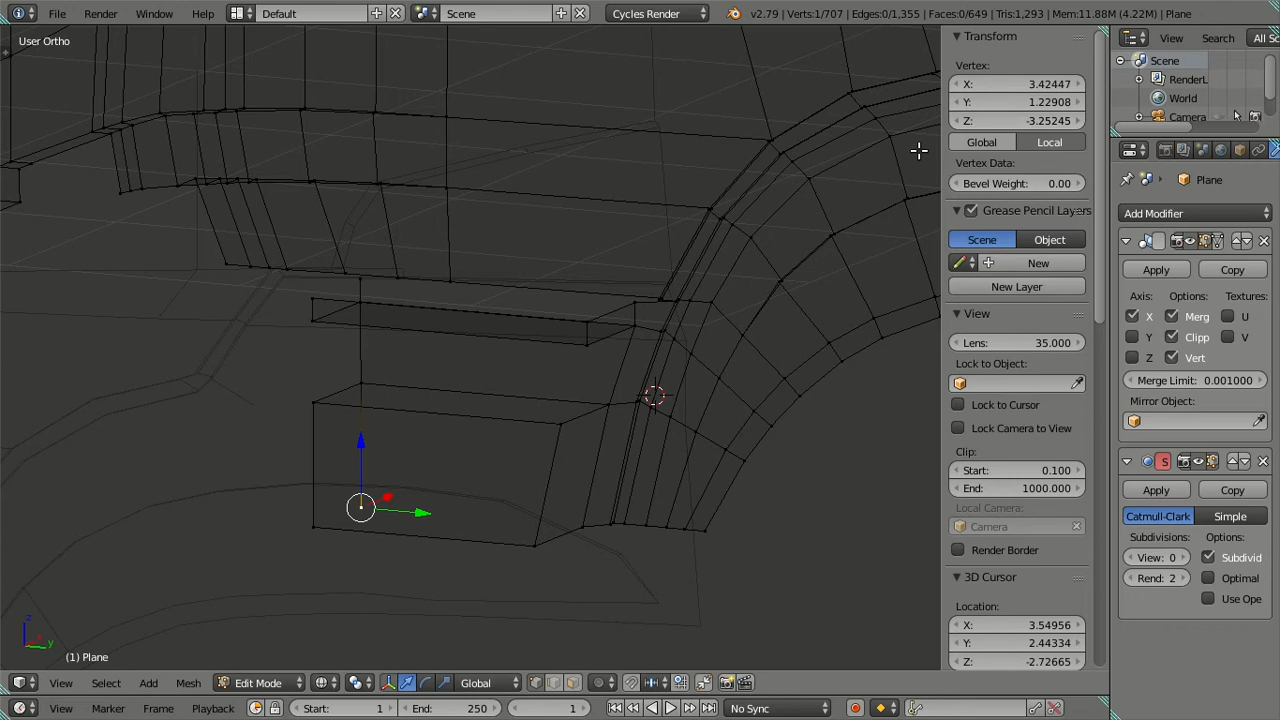 File Render Window Help Default Scene Cycles Render v2.79 | Verts:1/707 | Edges:0/1,355 | Faces:0/649 | Tris:1,293 | Mem:11.88M (4.22M) | Plane
User Ortho
Transform
Vertex:
X: 3.42447
Y: 1.22908
Z: -3.25245
Global Local
Vertex Data:
Bevel Weight: 0.00
Grease Pencil Layers
Scene Object
New
New Layer
View
Lens: 35.000
Lock to Object:
Lock to Cursor
Lock Camera to View
Clip:
Start: 0.100
End: 1000.000
Local Camera:
Camera
Render Border
3D Cursor
Location:
X: 3.54956
Y: 2.44334
Z: -2.72665
View Search All Sc
Scene
RenderL
World
Camera
Plane
Add Modifier
Apply Copy
Axis: Options: Textures:
X Merg U
Y Clipp V
Z Vert
Merge Limit: 0.001000
Mirror Object:
S
Apply Copy
Catmull-Clark Simple
Subdivisions: Options:
View: 0 Subdivid
Rend: 2 Optimal
Use Ope
z
x
y
(1) Plane
View Select Add Mesh Edit Mode Global
View Marker Frame Playback Start: 1 End: 250 1 No Sync